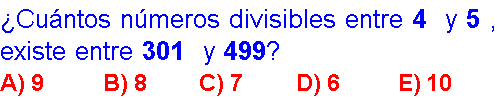 ¿Cuántos números divisibles entre 4 y 5 ,
existe entre 301 y 499?
A) 9 B) 8 C) 7 D) 6 E) 10